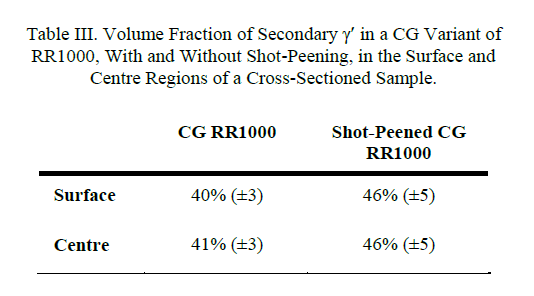 Table III. Volume Fraction of Secondary γ′ in a CG Variant of
RR1000, With and Without Shot-Peening, in the Surface and
Centre Regions of a Cross-Sectioned Sample.
CG RR1000 Shot-Peened CG
RR1000
Surface 40% (±3) 46% (±5)
Centre 41% (±3) 46% (±5)